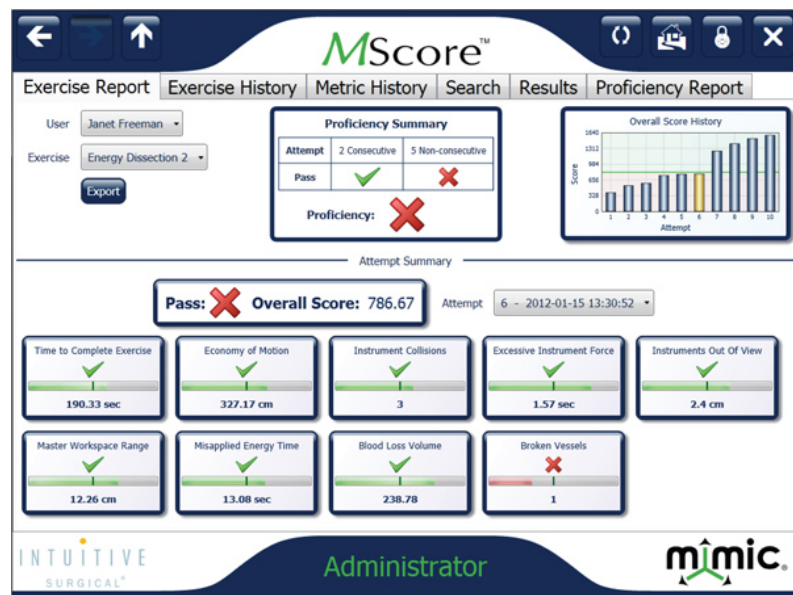 MScore™
Exercise Report Exercise History Metric History Search Results Proficiency Report
User Janet Freeman
Exercise Energy Dissection 2
Export
Proficiency Summary
Attempt 2 Consecutive 5 Non-consecutive
Pass
Proficiency:
Overall Score History
Score
1640
1312
984
656
328
0
1 2 3 4 5 6 7 8 9 10
Attempt
Attempt Summary
Pass: Overall Score: 786.67
Attempt 6 - 2012-01-15 13:30:52
Time to Complete Exercise
190.33 sec
Economy of Motion
327.17 cm
Instrument Collisions
3
Excessive Instrument Force
1.57 sec
Instruments Out Of View
2.4 cm
Master Workspace Range
12.26 cm
Misapplied Energy Time
13.08 sec
Blood Loss Volume
238.78
Broken Vessels
1
INTUITIVE
SURGICAL®
Administrator
mimic.